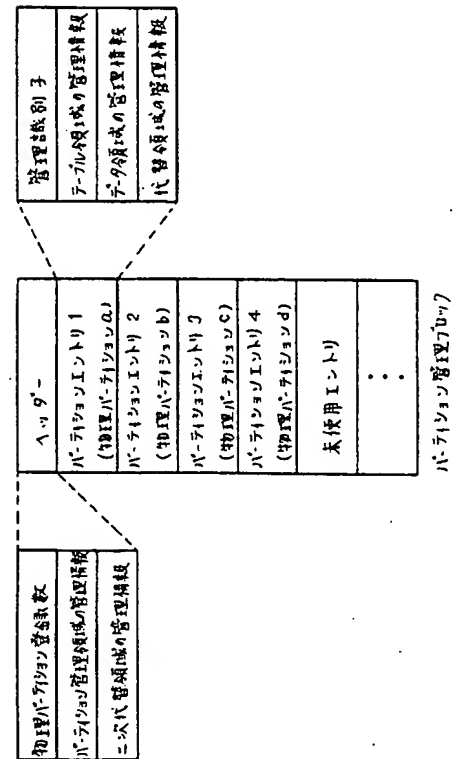 物理パーティション登録数
パーティション管理領域の管理情報
二次代替領域の管理情報
ヘッダー
パーティションエントリ1
(物理パーティションa)
パーティションエントリ2
(物理パーティションb)
パーティションエントリ3
(物理パーティションc)
パーティションエントリ4
(物理パーティションd)
未使用エントリ
・・・
パーティション管理ブロック
管理識別子
テーブル領域の管理情報
データ領域の管理情報
代替領域の管理情報